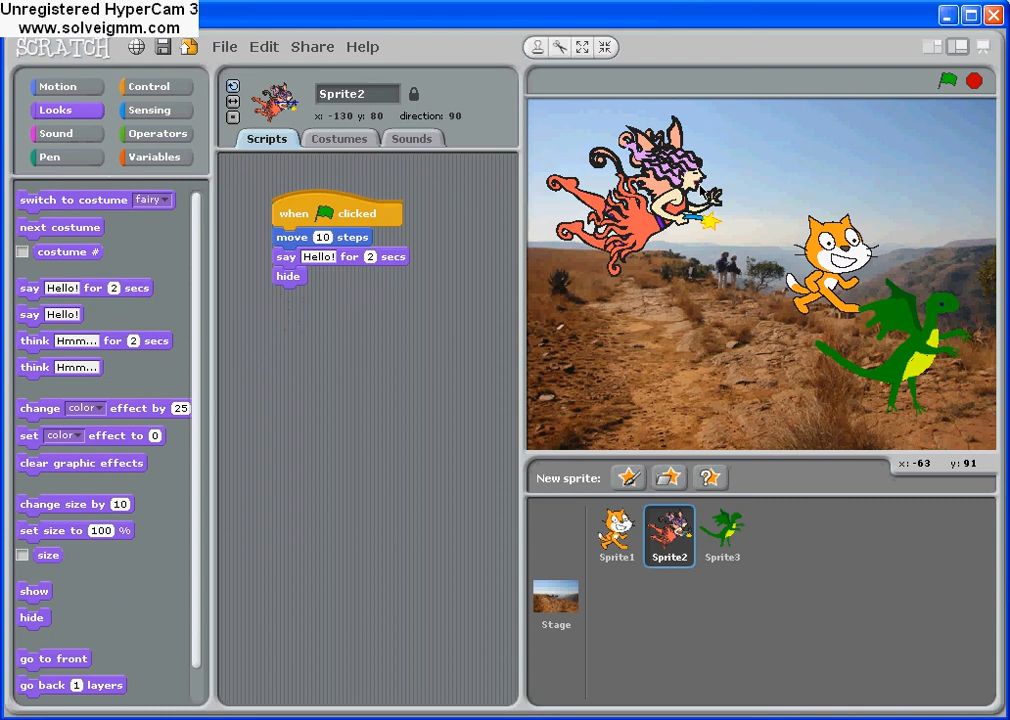 Unregistered HyperCam 3
www.solveigmm.com
SCRATCH
File Edit Share Help
Motion Control
Looks Sensing
Sound Operators
Pen Variables
switch to costume fairy
next costume
costume #
say Hello! for 2 secs
say Hello!
think Hmm... for 2 secs
think Hmm...
change color effect by 25
set color effect to 0
clear graphic effects
change size by 10
set size to 100 %
size
show
hide
go to front
go back 1 layers
Sprite2
x: -130 y: 80 direction: 90
Scripts Costumes Sounds
when clicked
move 10 steps
say Hello! for 2 secs
hide
x: -63 y: 91
New sprite:
Sprite1 Sprite2 Sprite3
Stage